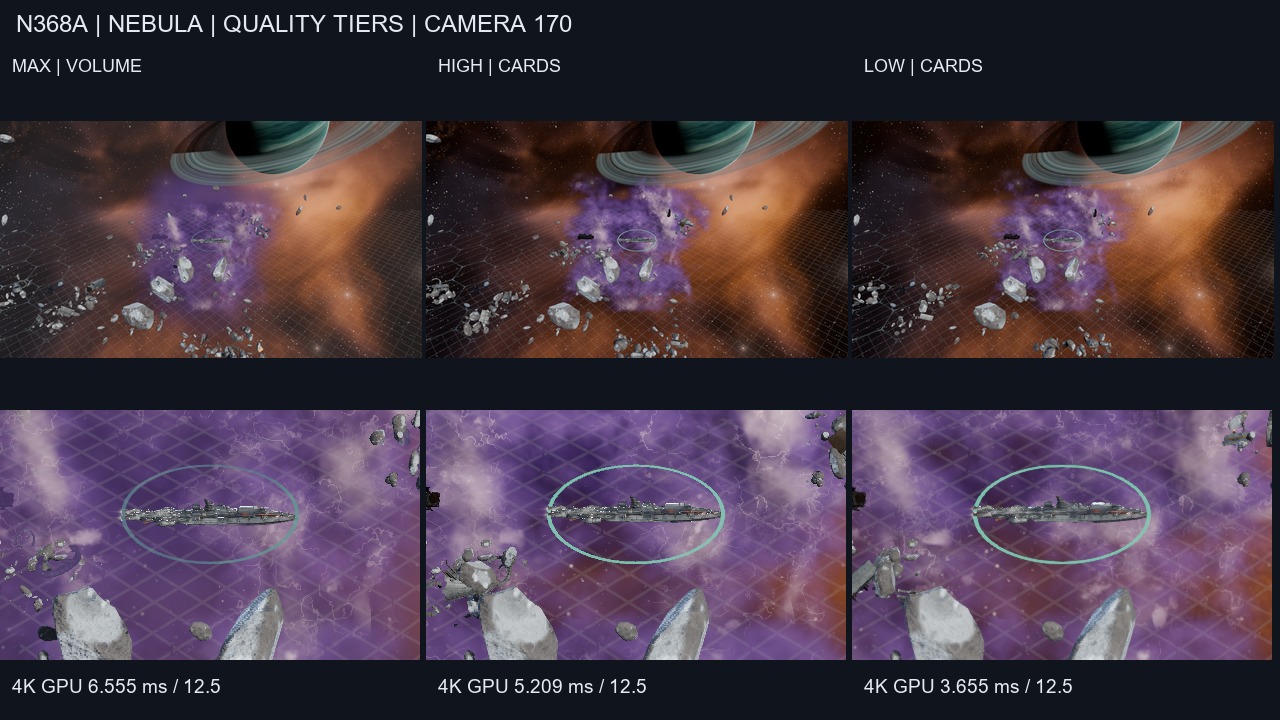 N368A | NEBULA | QUALITY TIERS | CAMERA 170
MAX | VOLUME
HIGH | CARDS
LOW | CARDS
4K GPU 6.555 ms / 12.5
4K GPU 5.209 ms / 12.5
4K GPU 3.655 ms / 12.5